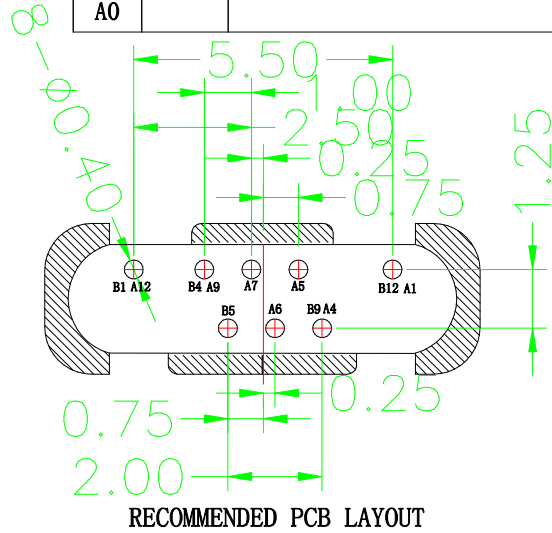 A0
8-ϕ0.40
5.50
1.00
2.50
0.25
0.75
1.25
B1 A12 B4 A9 A7 A5 B12 A1
B5 A6 B9 A4
0.25
0.75
2.00
RECOMMENDED PCB LAYOUT